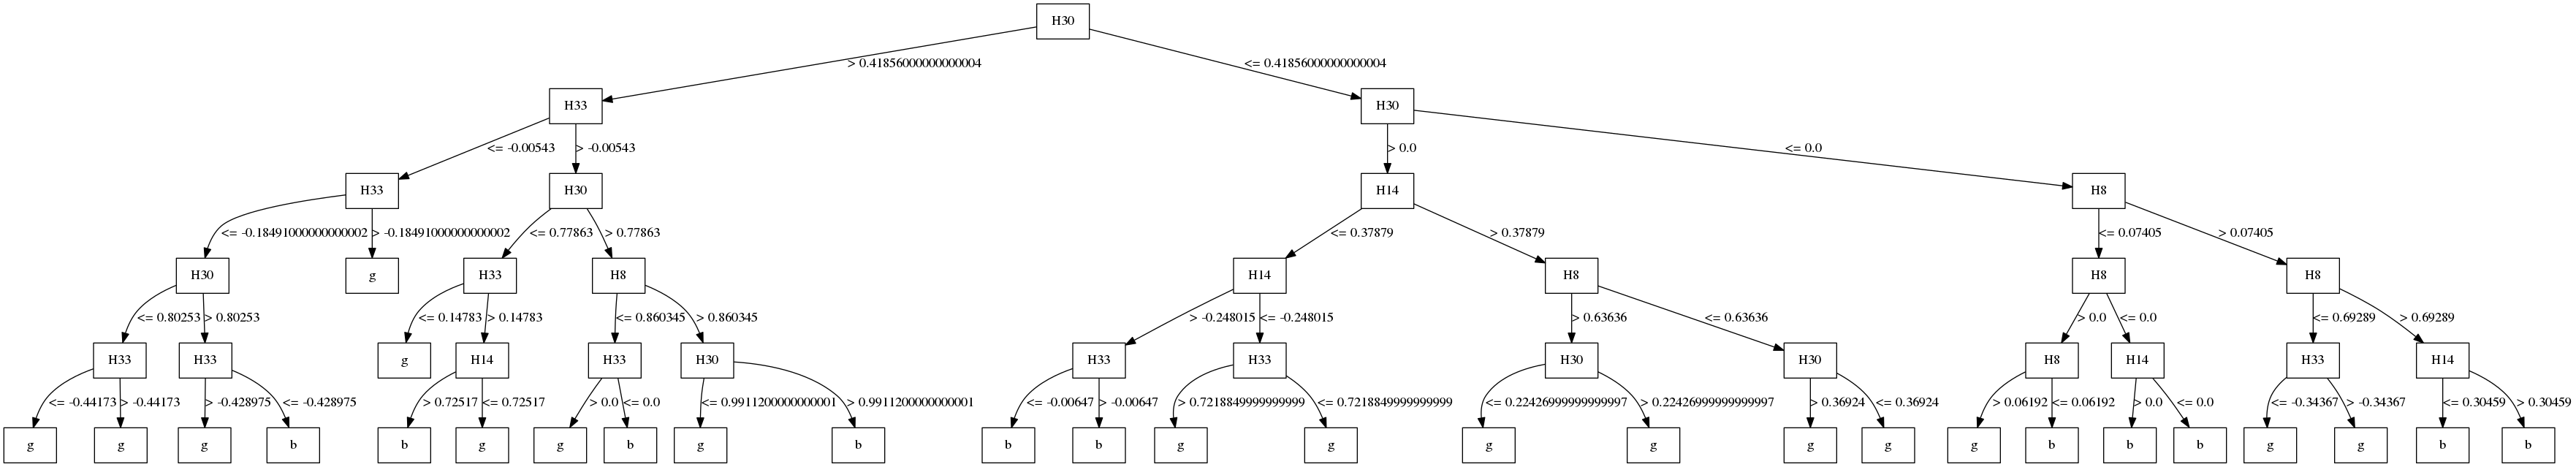 H30
> 0.41856000000000004
<= 0.41856000000000004
H33
H30
<= -0.00543
> -0.00543
> 0.0
<= 0.0
H33
H30
H14
H8
<= -0.18491000000000002
> -0.18491000000000002
<= 0.77863
> 0.77863
<= 0.37879
> 0.37879
<= 0.07405
> 0.07405
H30
g
H33
H8
H14
H8
H8
H8
<= 0.80253
> 0.80253
<= 0.14783
> 0.14783
<= 0.860345
> 0.860345
> -0.248015
<= -0.248015
> 0.63636
<= 0.63636
> 0.0
<= 0.0
<= 0.69289
> 0.69289
H33
H33
g
H14
H33
H30
H33
H33
H30
H30
H8
H14
H33
H14
<= -0.44173
> -0.44173
> -0.428975
<= -0.428975
> 0.72517
<= 0.72517
> 0.0
<= 0.0
<= 0.9911200000000001
> 0.9911200000000001
<= -0.00647
> -0.00647
> 0.7218849999999999
<= 0.7218849999999999
<= 0.22426999999999997
> 0.22426999999999997
> 0.36924
<= 0.36924
> 0.06192
<= 0.06192
> 0.0
<= 0.0
<= -0.34367
> -0.34367
<= 0.30459
> 0.30459
g
g
g
b
b
g
g
b
g
b
b
b
g
g
g
g
g
g
g
b
b
b
g
g
b
b